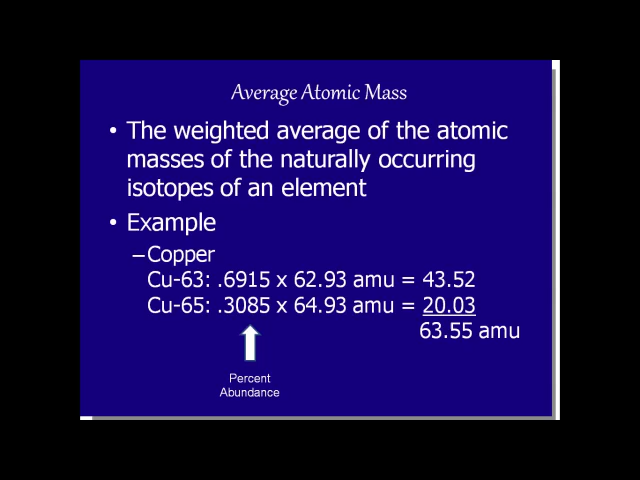 Average Atomic Mass
• The weighted average of the atomic
masses of the naturally occurring
isotopes of an element
• Example
–Copper
Cu-63: .6915 x 62.93 amu = 43.52
Cu-65: .3085 x 64.93 amu = 20.03
63.55 amu
Percent
Abundance